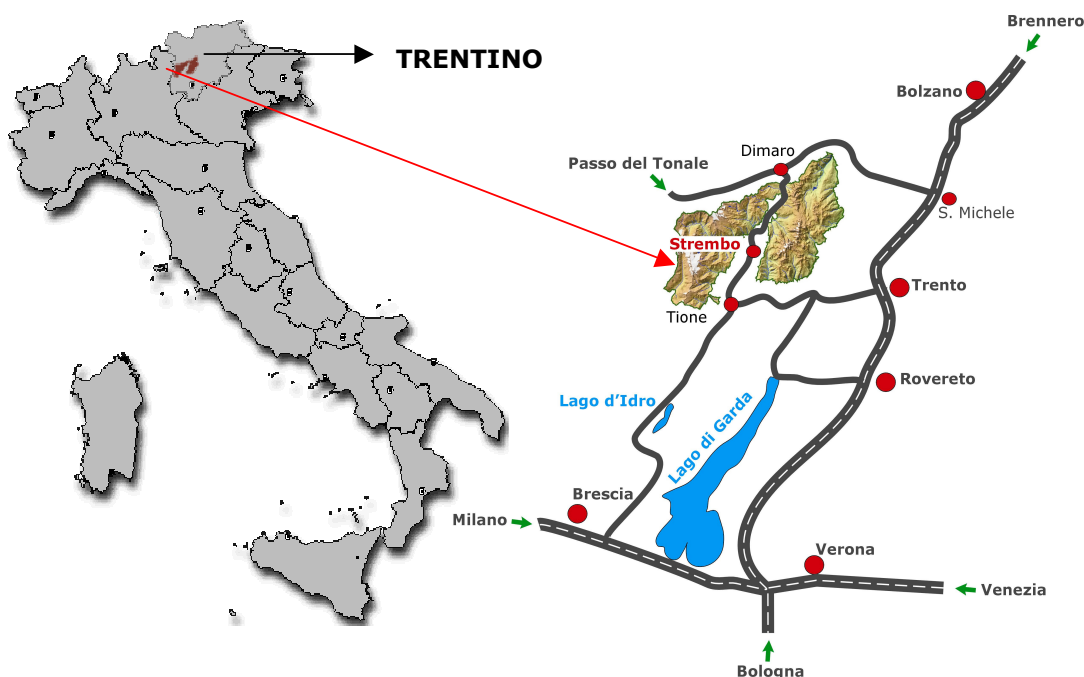 Brennero
TRENTINO
Bolzano
Dimaro
Passo del Tonale
S. Michele
Strembo
Trento
Tione
Rovereto
Lago d'Idro
Lago di Garda
Brescia
Milano
Verona
Venezia
Bologna